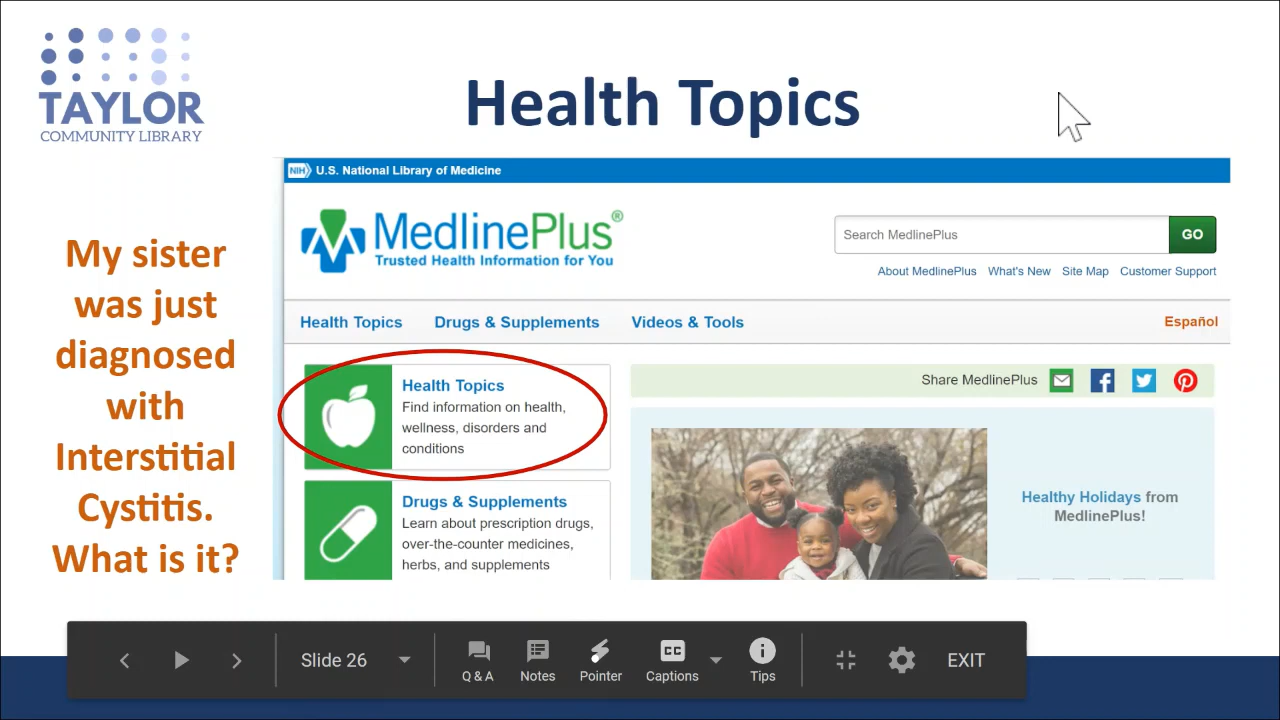 TAYLOR
COMMUNITY LIBRARY
Health Topics
My sister
was just
diagnosed
with
Interstitial
Cystitis.
What is it?
NIH U.S. National Library of Medicine
MedlinePlus®
Trusted Health Information for You
Search MedlinePlus GO
About MedlinePlus What's New Site Map Customer Support
Health Topics Drugs & Supplements Videos & Tools Español
Health Topics
Find information on health,
wellness, disorders and
conditions
Drugs & Supplements
Learn about prescription drugs,
over-the-counter medicines,
herbs, and supplements
Share MedlinePlus
Healthy Holidays from
MedlinePlus!
Slide 26
Q & A Notes Pointer CC Captions Tips
EXIT